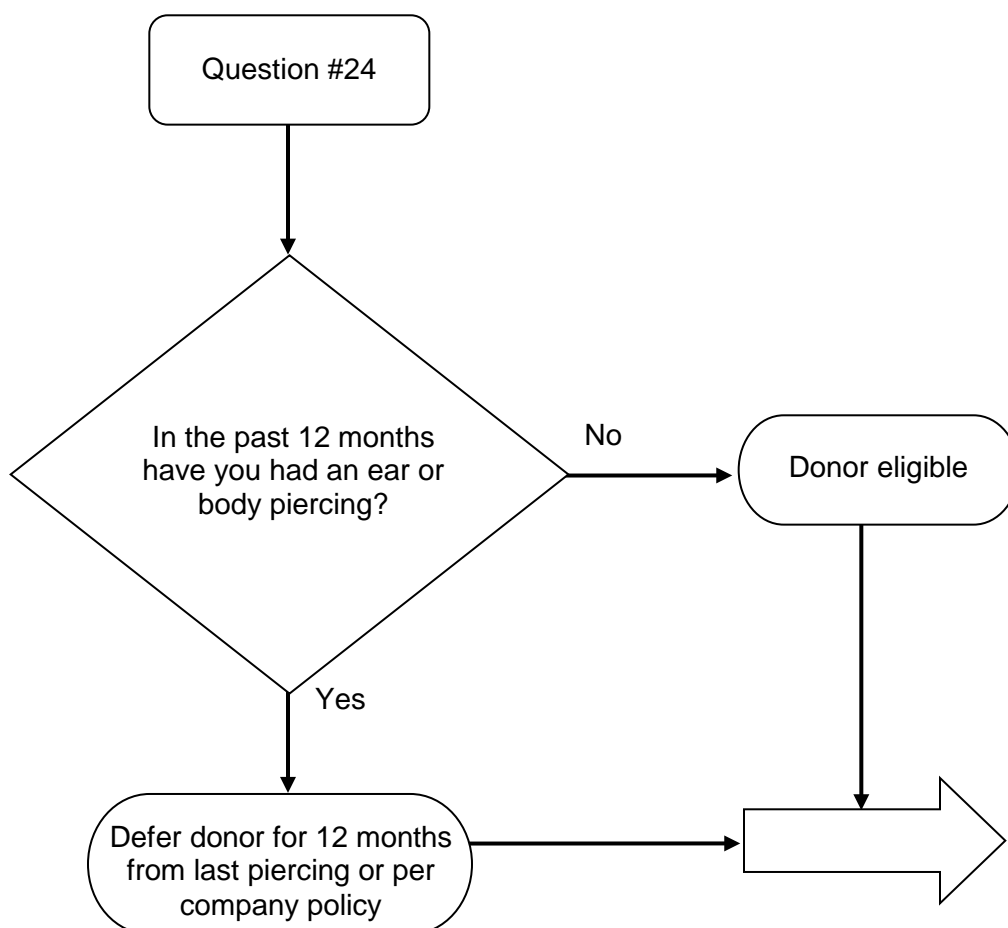 Question #24
In the past 12 months
have you had an ear or
body piercing?
No
Donor eligible
Yes
Defer donor for 12 months
from last piercing or per
company policy